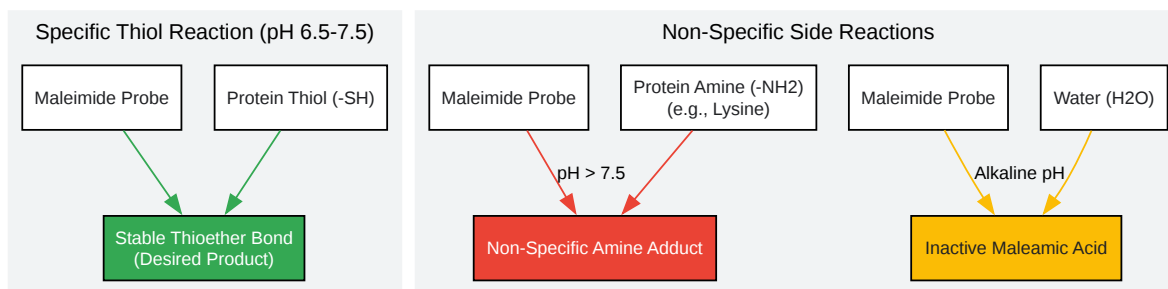 Specific Thiol Reaction (pH 6.5-7.5)
Maleimide Probe
Protein Thiol (-SH)
Stable Thioether Bond
(Desired Product)
Non-Specific Side Reactions
Maleimide Probe
Protein Amine (-NH2)
(e.g., Lysine)
pH > 7.5
Non-Specific Amine Adduct
Maleimide Probe
Water (H2O)
Alkaline pH
Inactive Maleamic Acid